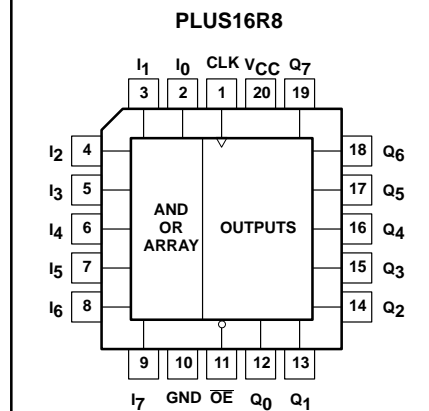 PLUS16R8
I1 I0 CLK VCC Q7
3 2 1 20 19
I2 4 18 Q6
I3 5 17 Q5
I4 6 AND OR ARRAY OUTPUTS 16 Q4
I5 7 15 Q3
I6 8 14 Q2
9 10 11 12 13
I7 GND O̅E̅ Q0 Q1